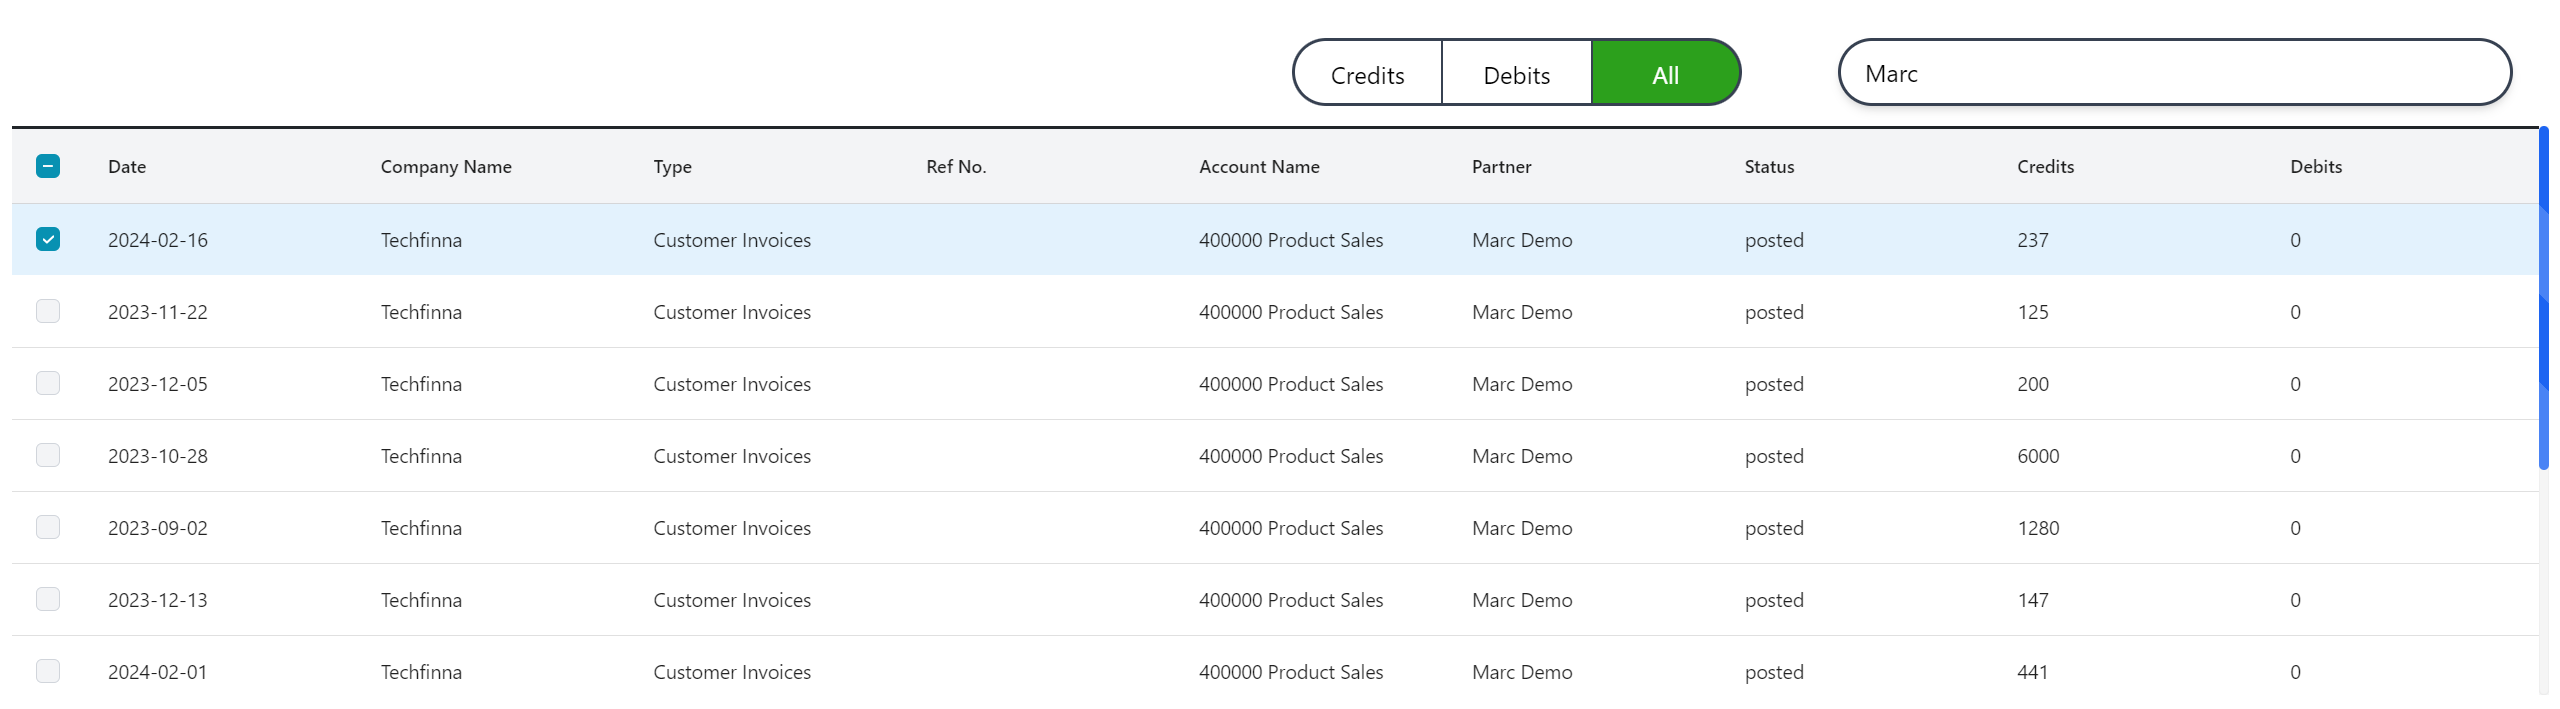 Credits Debits All Marc
Date Company Name Type Ref No. Account Name Partner Status Credits Debits
2024-02-16 Techfinna Customer Invoices 400000 Product Sales Marc Demo posted 237 0
2023-11-22 Techfinna Customer Invoices 400000 Product Sales Marc Demo posted 125 0
2023-12-05 Techfinna Customer Invoices 400000 Product Sales Marc Demo posted 200 0
2023-10-28 Techfinna Customer Invoices 400000 Product Sales Marc Demo posted 6000 0
2023-09-02 Techfinna Customer Invoices 400000 Product Sales Marc Demo posted 1280 0
2023-12-13 Techfinna Customer Invoices 400000 Product Sales Marc Demo posted 147 0
2024-02-01 Techfinna Customer Invoices 400000 Product Sales Marc Demo posted 441 0